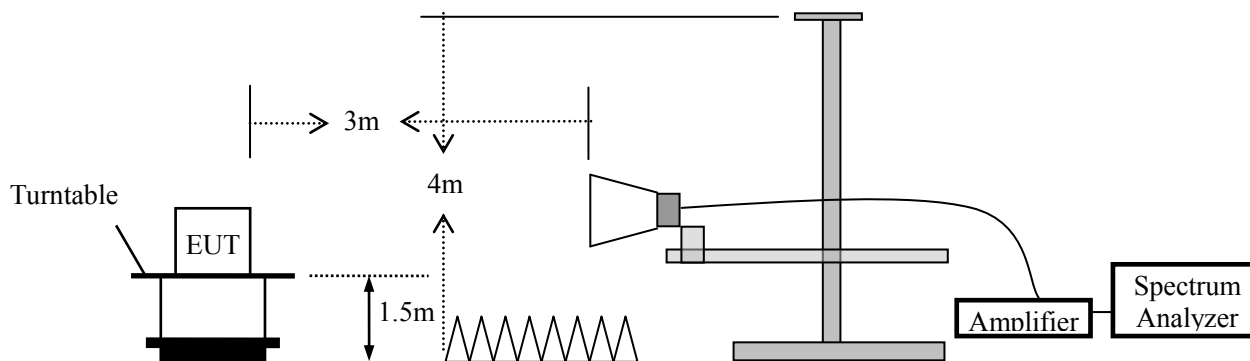 3m
4m
Turntable
EUT
1.5m
Amplifier
Spectrum
Analyzer